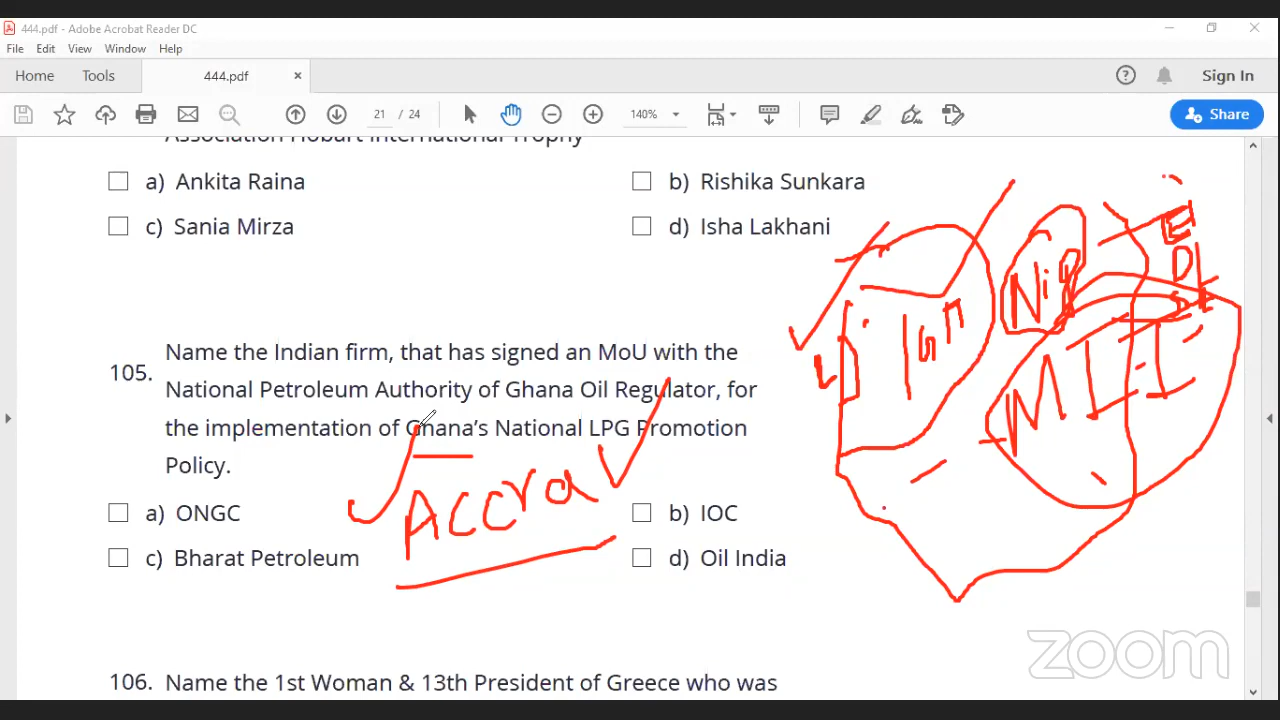 444.pdf - Adobe Acrobat Reader DC
File Edit View Window Help
Home Tools 444.pdf × Sign In
21 / 24 140% Share
Association Hobart International Trophy
a) Ankita Raina b) Rishika Sunkara
c) Sania Mirza d) Isha Lakhani
105. Name the Indian firm, that has signed an MoU with the
National Petroleum Authority of Ghana Oil Regulator, for
the implementation of Ghana's National LPG Promotion
Policy.
Accra
a) ONGC b) IOC
c) Bharat Petroleum d) Oil India
zoom
106. Name the 1st Woman & 13th President of Greece who was